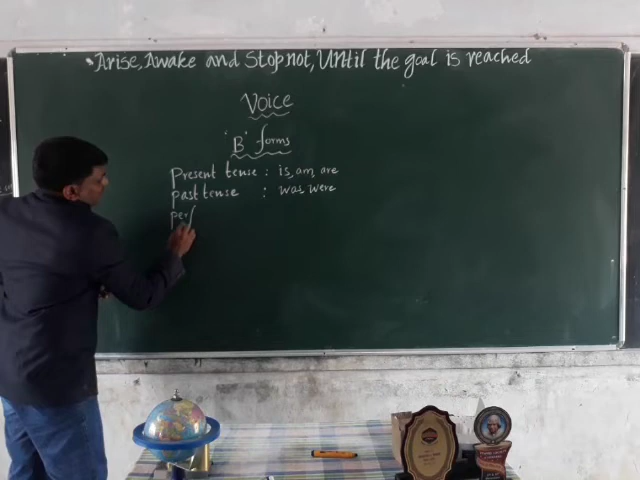 Arise, Awake and Stop not, Until the goal is reached
Voice
'B' forms
Present tense : is, am, are
past tense : was, were
perf